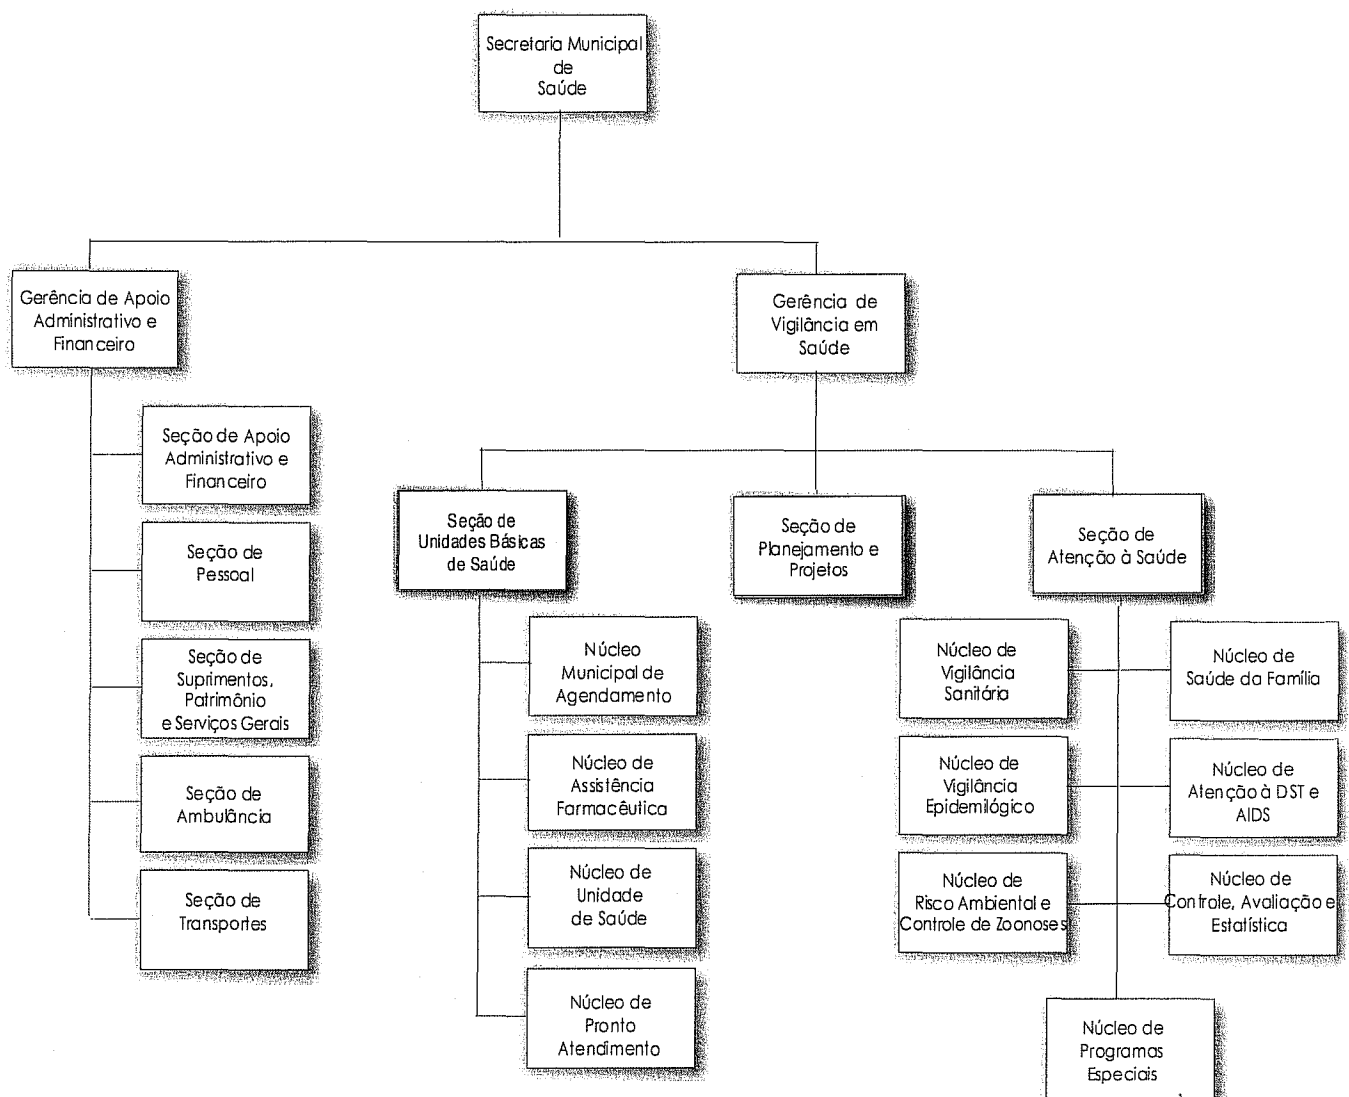 Secretaria Municipal
de
Saúde
Gerência de Apoio
Administrativo e
Financeiro
Gerência de
Vigilância em
Saúde
Seção de Apoio
Administrativo e
Financeiro
Seção de
Pessoal
Seção de
Suprimentos,
Patrimônio
e Serviços Gerais
Seção de
Ambulância
Seção de
Transportes
Seção de
Unidades Básicas
de Saúde
Núcleo
Municipal de
Agendamento
Núcleo de
Assistência
Farmacêutica
Núcleo de
Unidade
de Saúde
Núcleo de
Pronto
Atendimento
Seção de
Planejamento e
Projetos
Seção de
Atenção à Saúde
Núcleo de
Vigilância
Sanitária
Núcleo de
Saúde da Família
Núcleo de
Vigilância
Epidemilógico
Núcleo de
Atenção à DST e
AIDS
Núcleo de
Risco Ambiental e
Controle de Zoonoses
Núcleo de
Controle, Avaliação e
Estatística
Núcleo de
Programas
Especiais